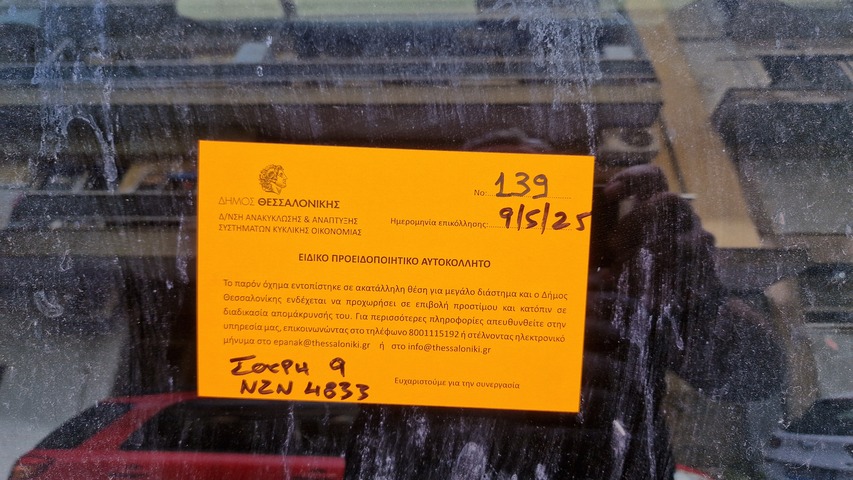 ΔΗΜΟΣ ΘΕΣΣΑΛΟΝΙΚΗΣ
Δ/ΝΣΗ ΑΝΑΚΥΚΛΩΣΗΣ & ΑΝΑΠΤΥΞΗΣ
ΣΥΣΤΗΜΑΤΩΝ ΚΥΚΛΙΚΗΣ ΟΙΚΟΝΟΜΙΑΣ
No: 139
Ημερομηνία επικόλλησης: 9/5/25
ΕΙΔΙΚΟ ΠΡΟΕΙΔΟΠΟΙΗΤΙΚΟ ΑΥΤΟΚΟΛΛΗΤΟ
Το παρόν όχημα εντοπίστηκε σε ακατάλληλη θέση για μεγάλο διάστημα και ο Δήμος
Θεσσαλονίκης ενδέχεται να προχωρήσει σε επιβολή προστίμου και κατόπιν σε
διαδικασία απομάκρυνσής του. Για περισσότερες πληροφορίες απευθυνθείτε στην
υπηρεσία μας, επικοινωνώντας στο τηλέφωνο 8001115192 ή στέλνοντας ηλεκτρονικό
μήνυμα στο epanak@thessaloniki.gr ή στο info@thessaloniki.gr
9
ΝΖΝ 4833
Ευχαριστούμε για την συνεργασία